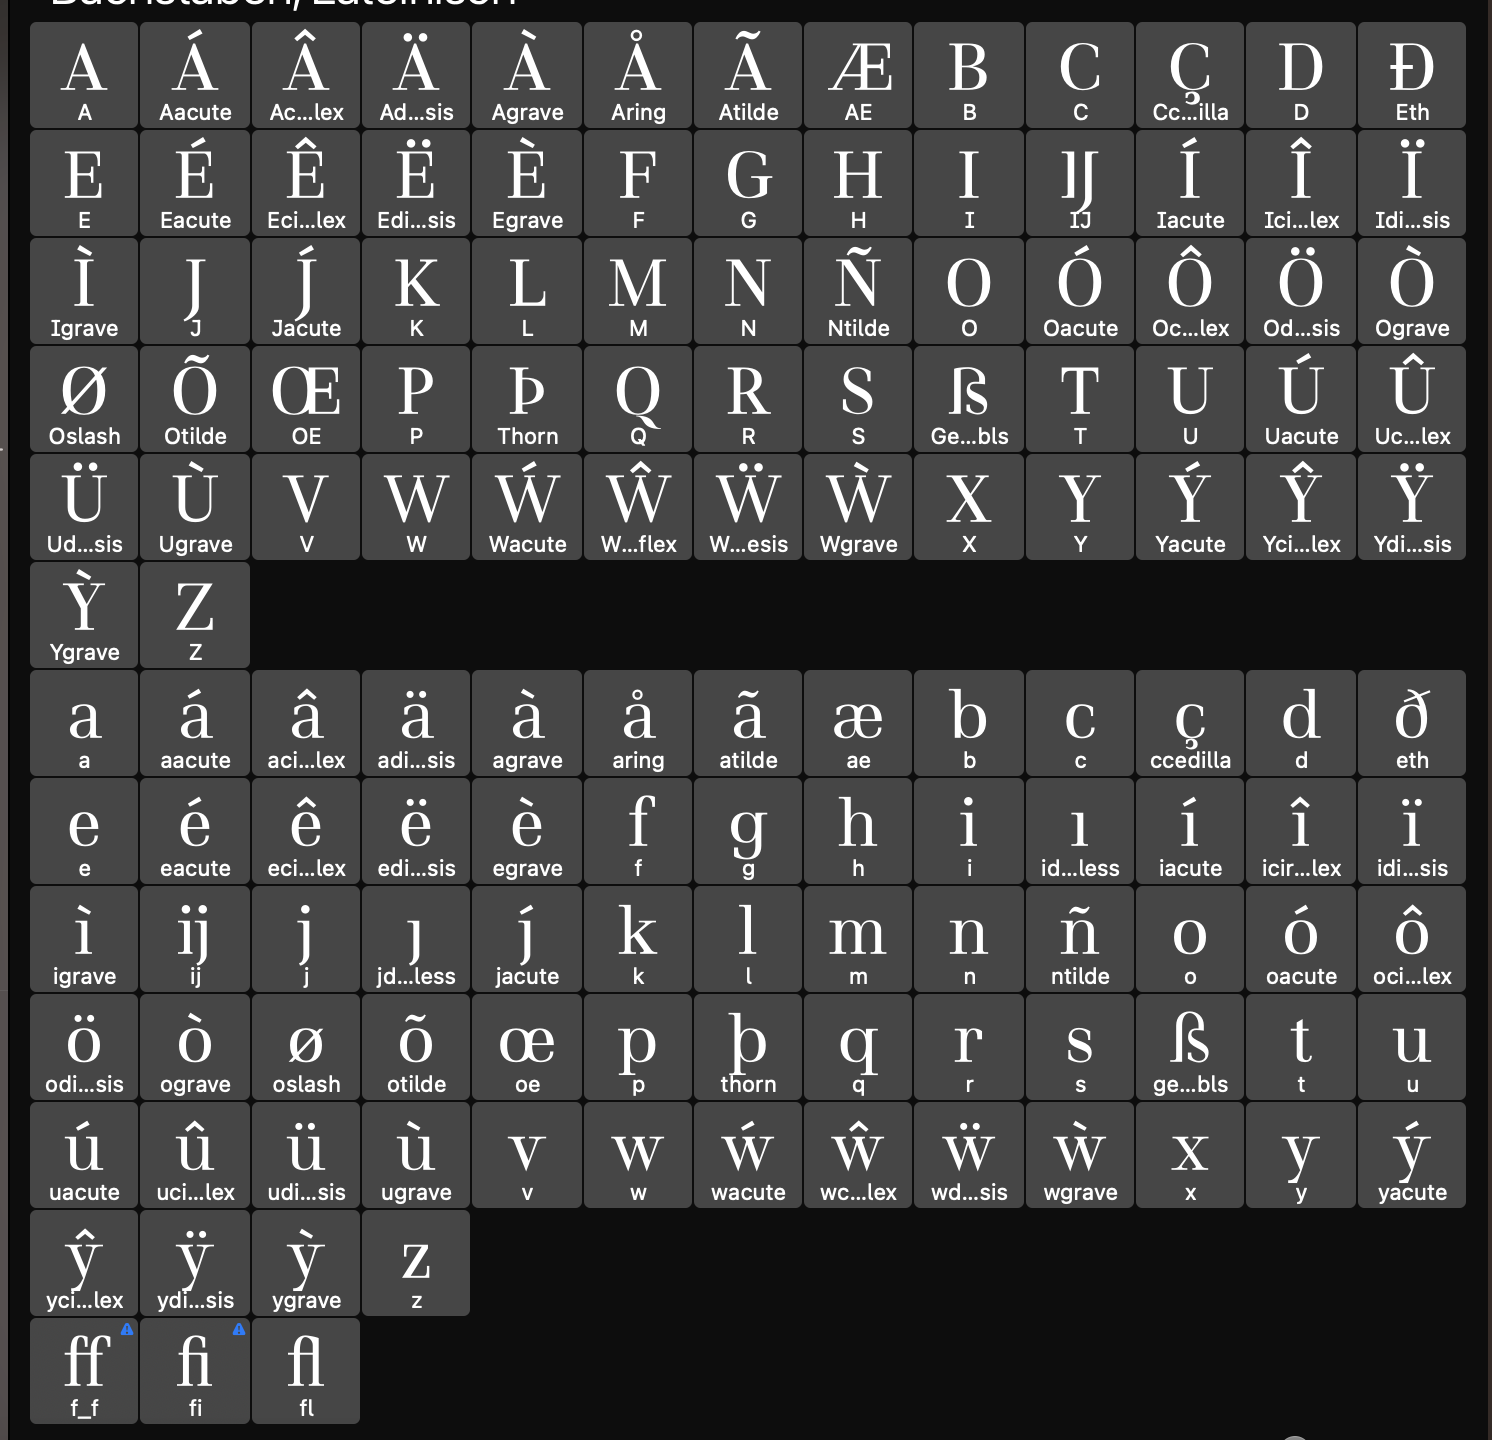 Buchstaben, Lateinisch
A Á Â Ä À Å Ã Æ B C Ç D Ð
A Aacute Ac...lex Ad...sis Agrave Aring Atilde AE B C Cc...illa D Eth
E É Ê Ë È F G H I IJ Í Î Ï
E Eacute Eci...lex Edi...sis Egrave F G H I IJ Iacute Ici...lex Idi...sis
Ì J J́ K L M N Ñ O Ó Ô Ö Ò
Igrave J Jacute K L M N Ntilde O Oacute Oc...lex Od...sis Ograve
Ø Õ Œ P Þ Q R S ẞ T U Ú Û
Oslash Otilde OE P Thorn Q R S Ge...bls T U Uacute Uc...lex
Ü Ù V W Ẃ Ŵ Ẅ Ẁ X Y Ý Ŷ Ÿ
Ud...sis Ugrave V W Wacute W...flex W...esis Wgrave X Y Yacute Yci...lex Ydi...sis
Ỳ Z
Ygrave Z
a á â ä à å ã æ b c ç d ð
a aacute aci...lex adi...sis agrave aring atilde ae b c ccedilla d eth
e é ê ë è f g h i ı í î ï
e eacute eci...lex edi...sis egrave f g h i id...less iacute icir...lex idi...sis
ì ij j ȷ j́ k l m n ñ o ó ô
igrave ij j jd...less jacute k l m n ntilde o oacute oci...lex
ö ò ø õ œ p þ q r s ß t u
odi...sis ograve oslash otilde oe p thorn q r s ge...bls t u
ú û ü ù v w ẃ ŵ ẅ ẁ x y ý
uacute uci...lex udi...sis ugrave v w wacute wc...lex wd...sis wgrave x y yacute
ŷ ÿ ỳ z
yci...lex ydi...sis ygrave z
ff fi fl
f_f fi fl